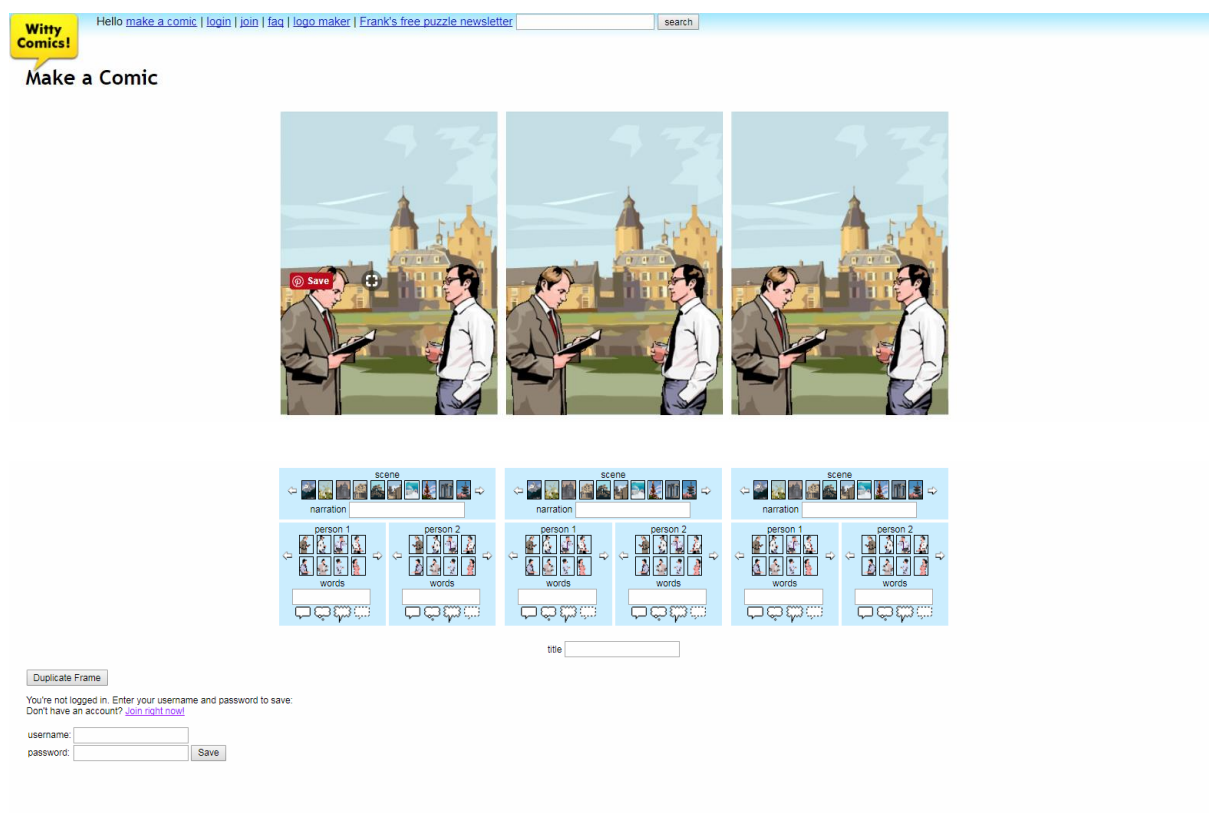 Witty
Comics!
Hello make a comic | login | join | faq | logo maker | Frank's free puzzle newsletter search
Make a Comic
Save
scene scene scene
narration narration narration
person 1 person 2 person 1 person 2 person 1 person 2
words words words words words words
title
Duplicate Frame
You're not logged in. Enter your username and password to save:
Don't have an account? Join right now!
username:
password: Save